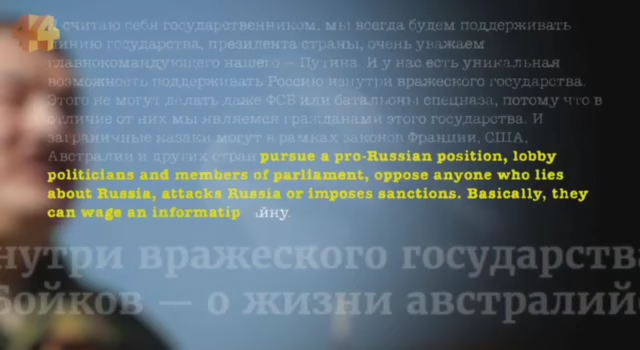 4
Я считаю себя государственником, мы всегда будем поддерживать
линию государства, президента страны, очень уважаем
главнокомандующего нашего – Путина. И у нас есть уникальная
возможность поддерживать Россию изнутри вражеского государства.
Этого не могут делать даже ФСБ или батальоны спецназа, потому что в
отличие от них мы являемся гражданами этого государства. И
заграничные казаки могут в рамках законов Франции, США,
Австралии и других стран pursue a pro-Russian position, lobby
politicians and members of parliament, oppose anyone who lies
about Russia, attacks Russia or imposes sanctions. Basically, they
can wage an informatip йну.
нутри вражеского государства
Бойков — о жизни австралийс